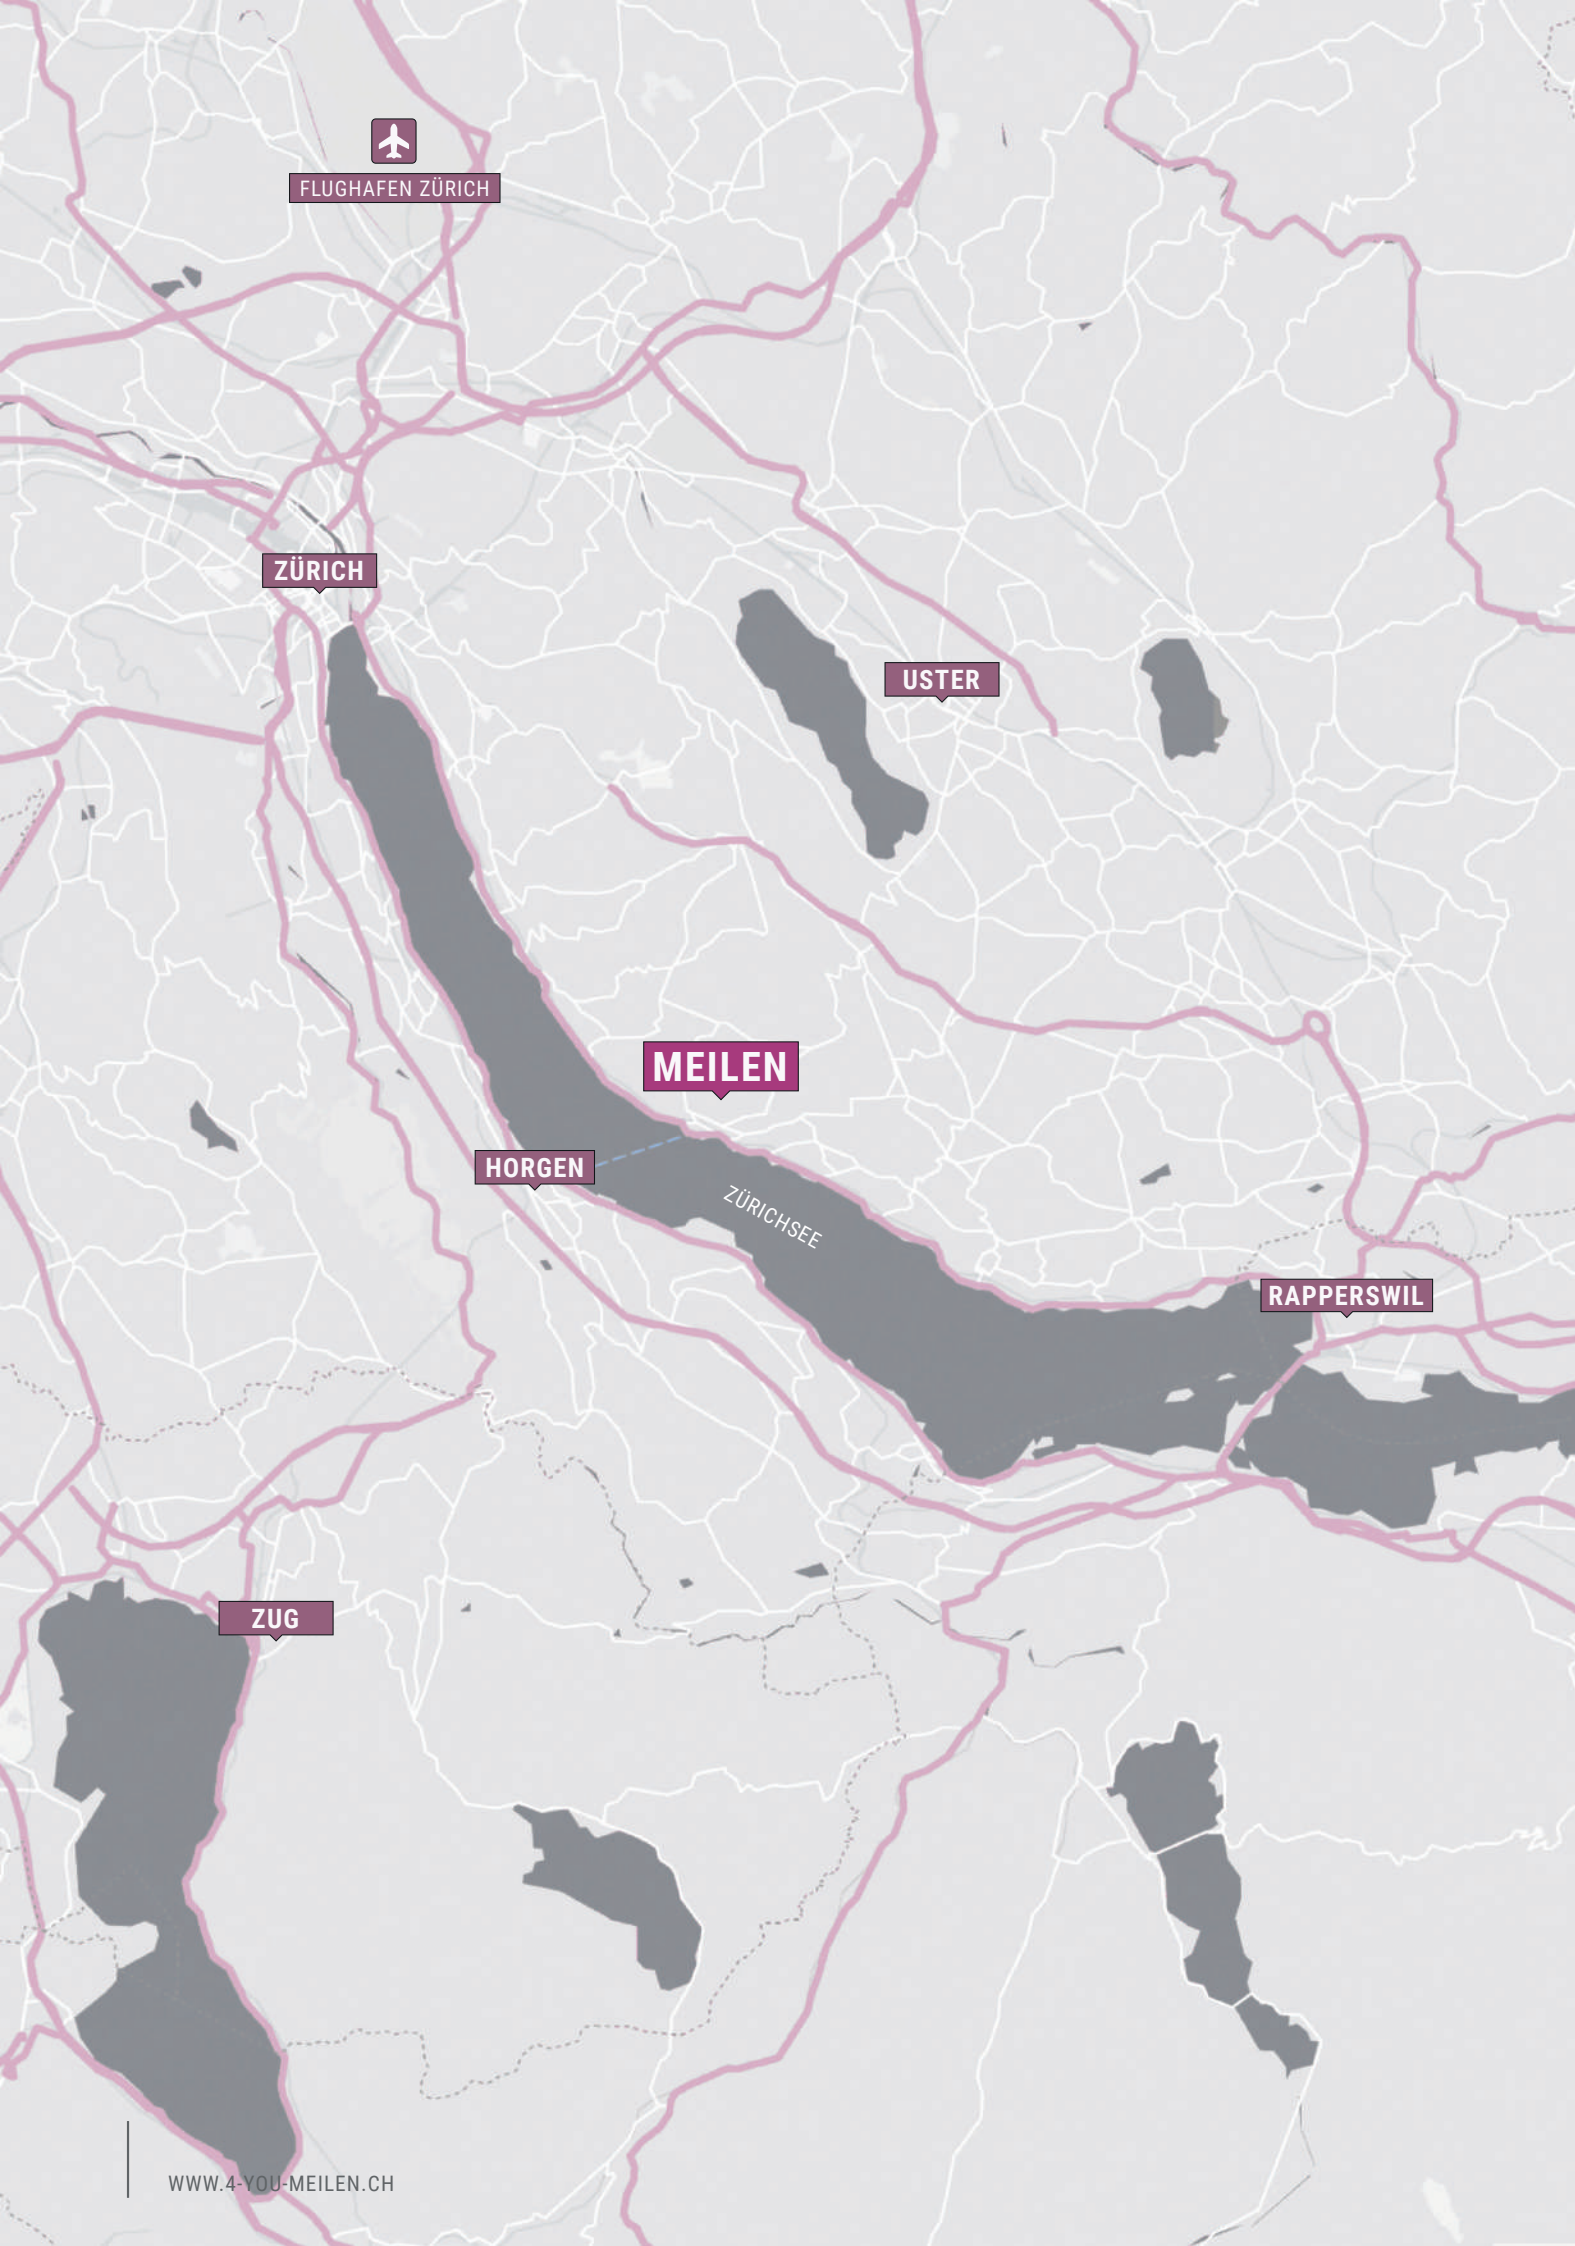 FLUGHAFEN ZÜRICH
ZÜRICH
USTER
MEILEN
HORGEN
ZÜRICHSEE
RAPPERSWIL
ZUG
WWW.4-YOU-MEILEN.CH